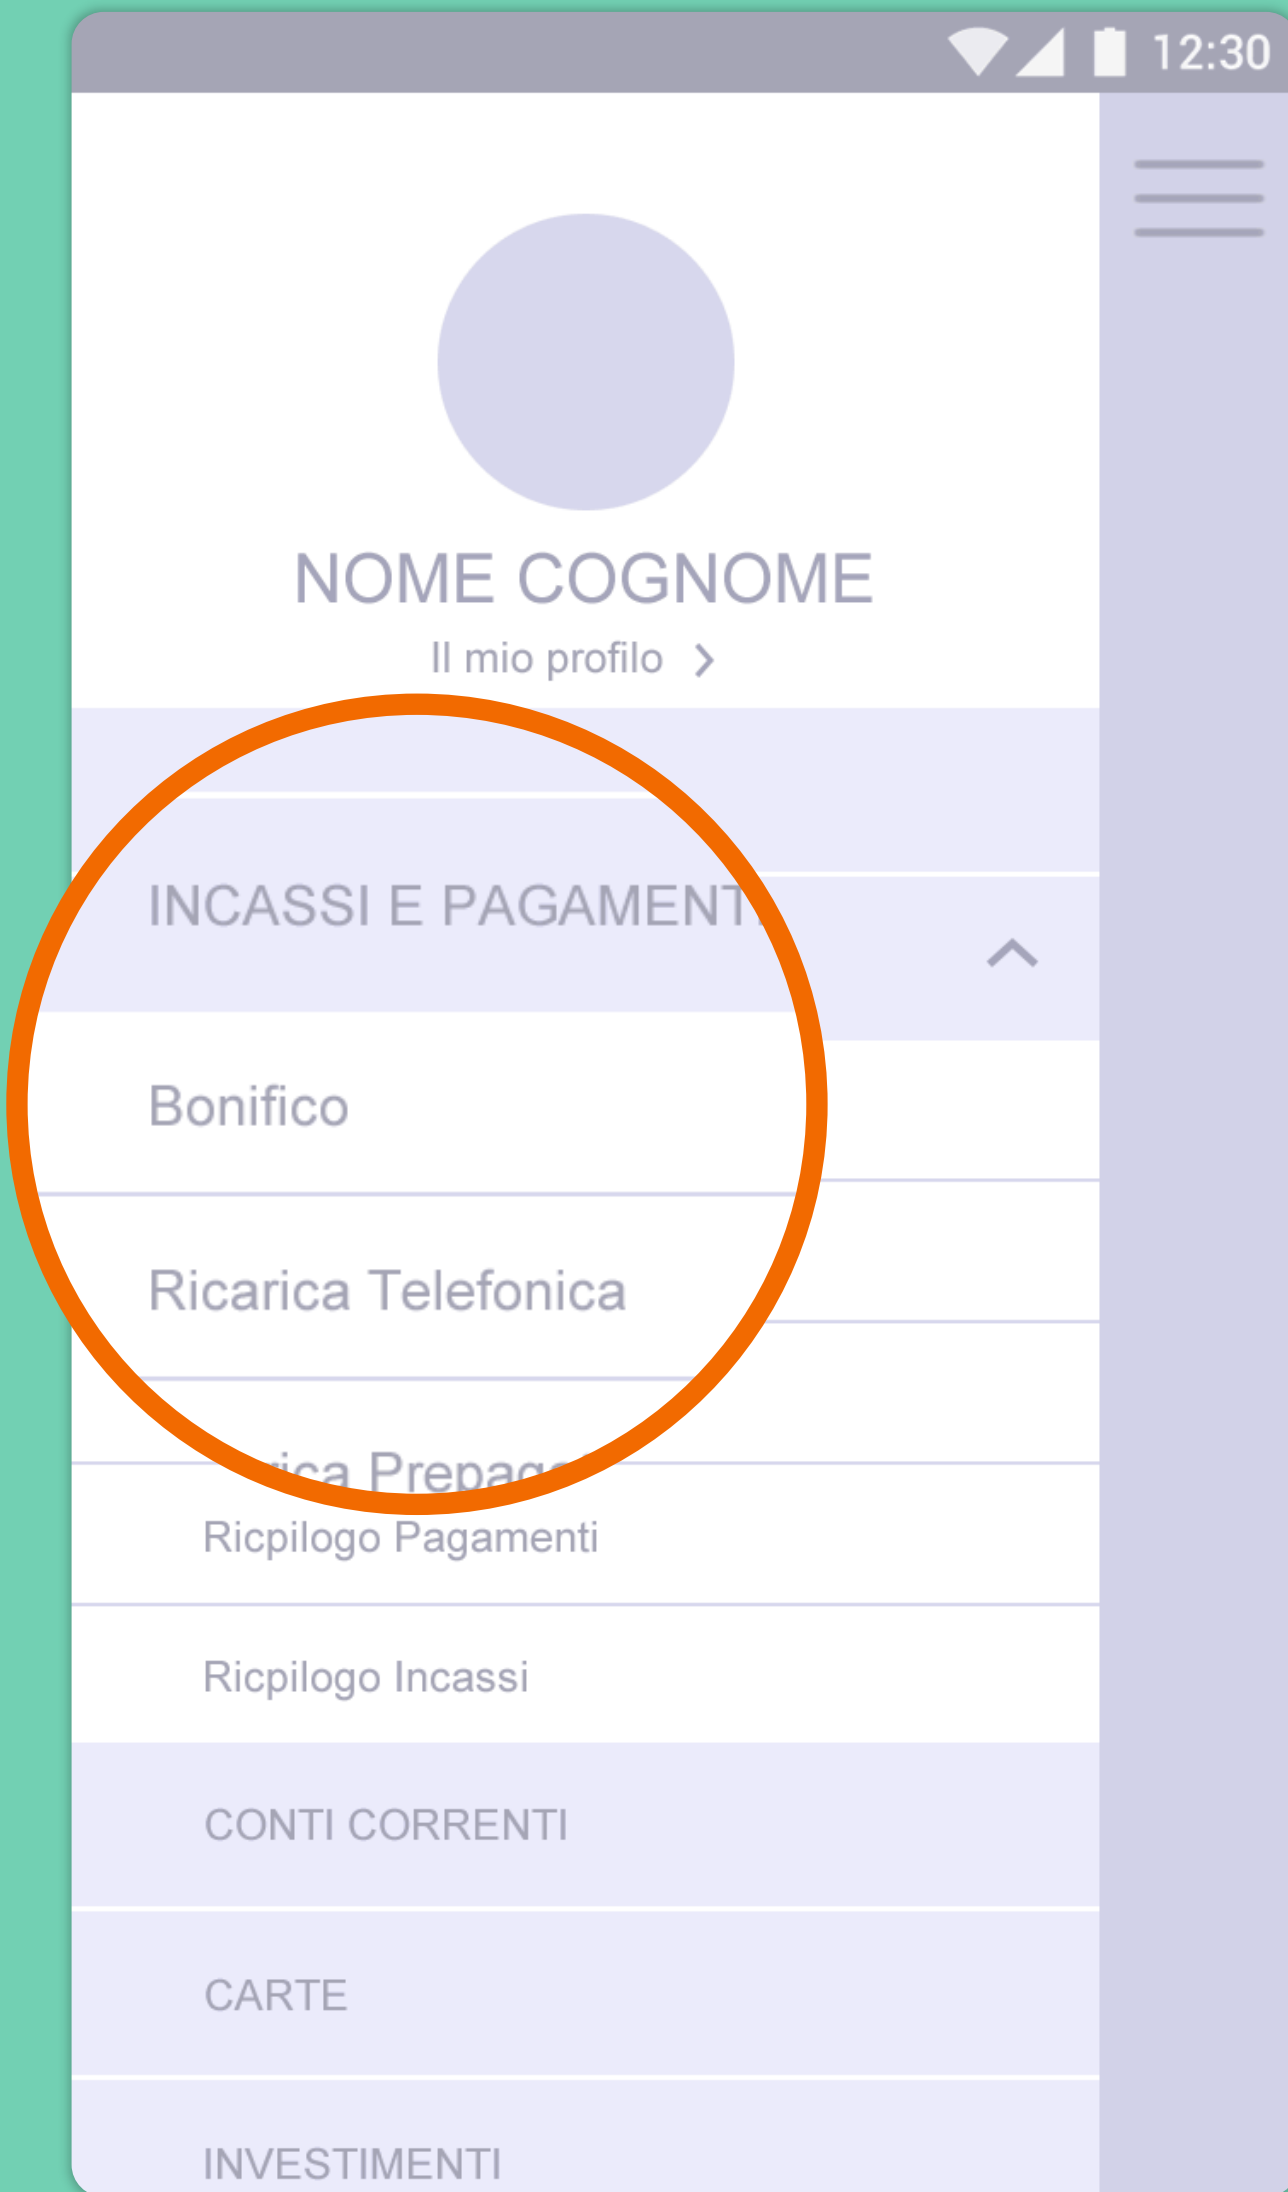 12:30
NOME COGNOME
Il mio profilo
INCASSI E PAGAMENT
Bonifico
Ricarica Telefonica
Ricpilogo Pagamenti
Ricpilogo Incassi
CONTI CORRENTI
CARTE
INVESTIMENTI